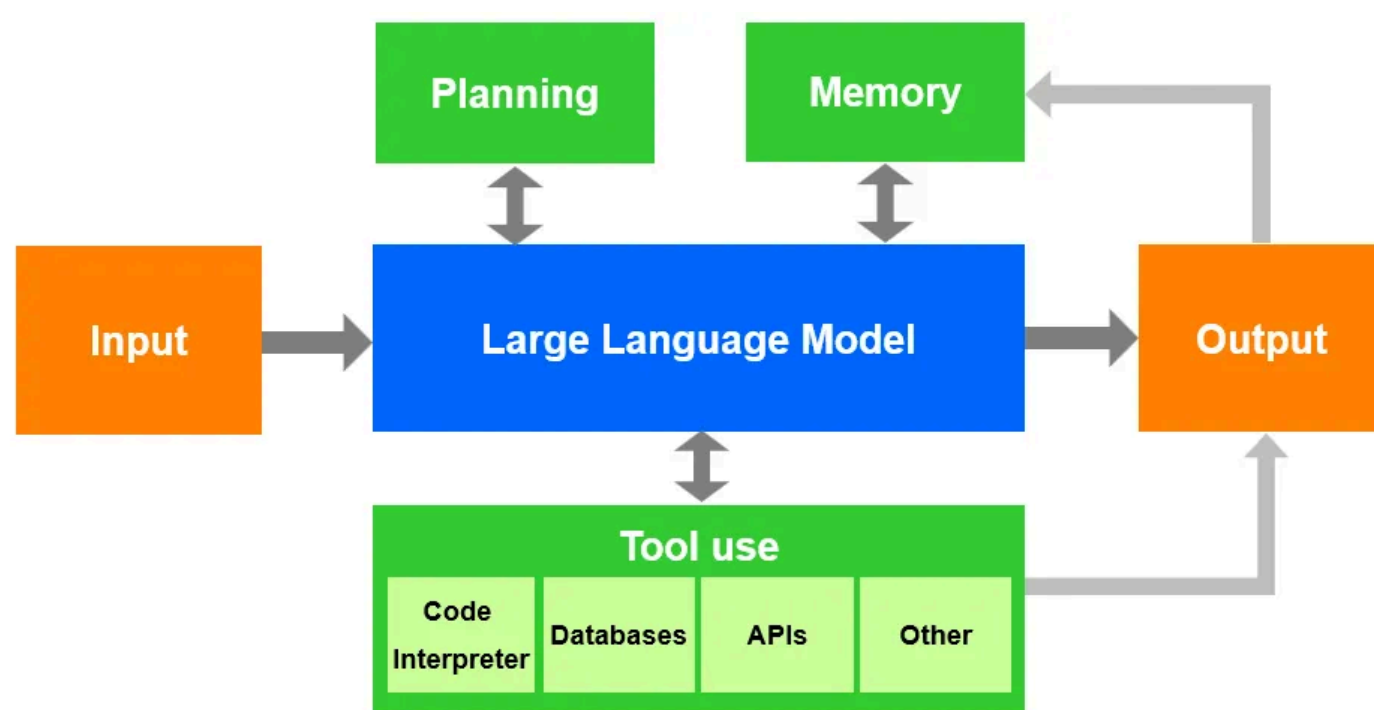 Planning
Memory
Input
Large Language Model
Output
Tool use
Code
Interpreter
Databases
APIs
Other